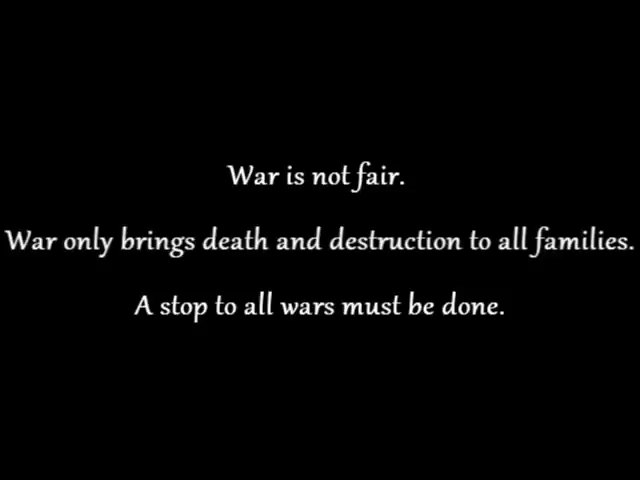 War is not fair.
War only brings death and destruction to all families.
A stop to all wars must be done.